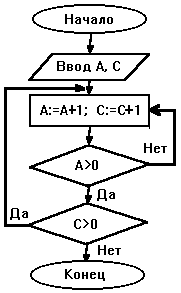 Начало
Ввод A, C
A:=A+1; C:=C+1
A>0
Нет
Да
Да
C>0
Нет
Конец